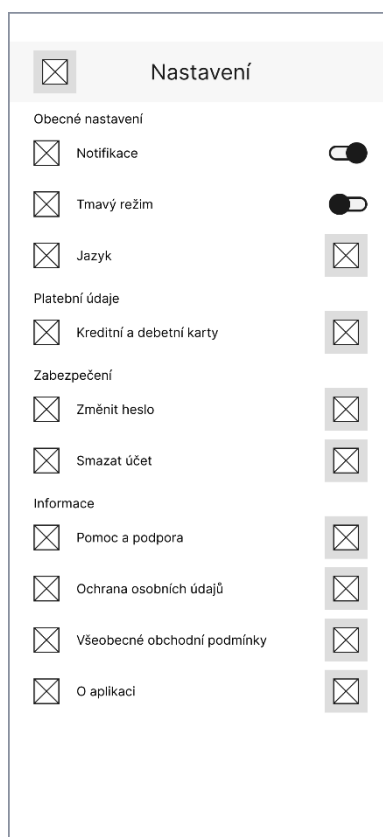 Nastavení
Obecné nastavení
Notifikace
Tmavý režim
Jazyk
Platební údaje
Kreditní a debetní karty
Zabezpečení
Změnit heslo
Smazat účet
Informace
Pomoc a podpora
Ochrana osobních údajů
Všeobecné obchodní podmínky
O aplikaci